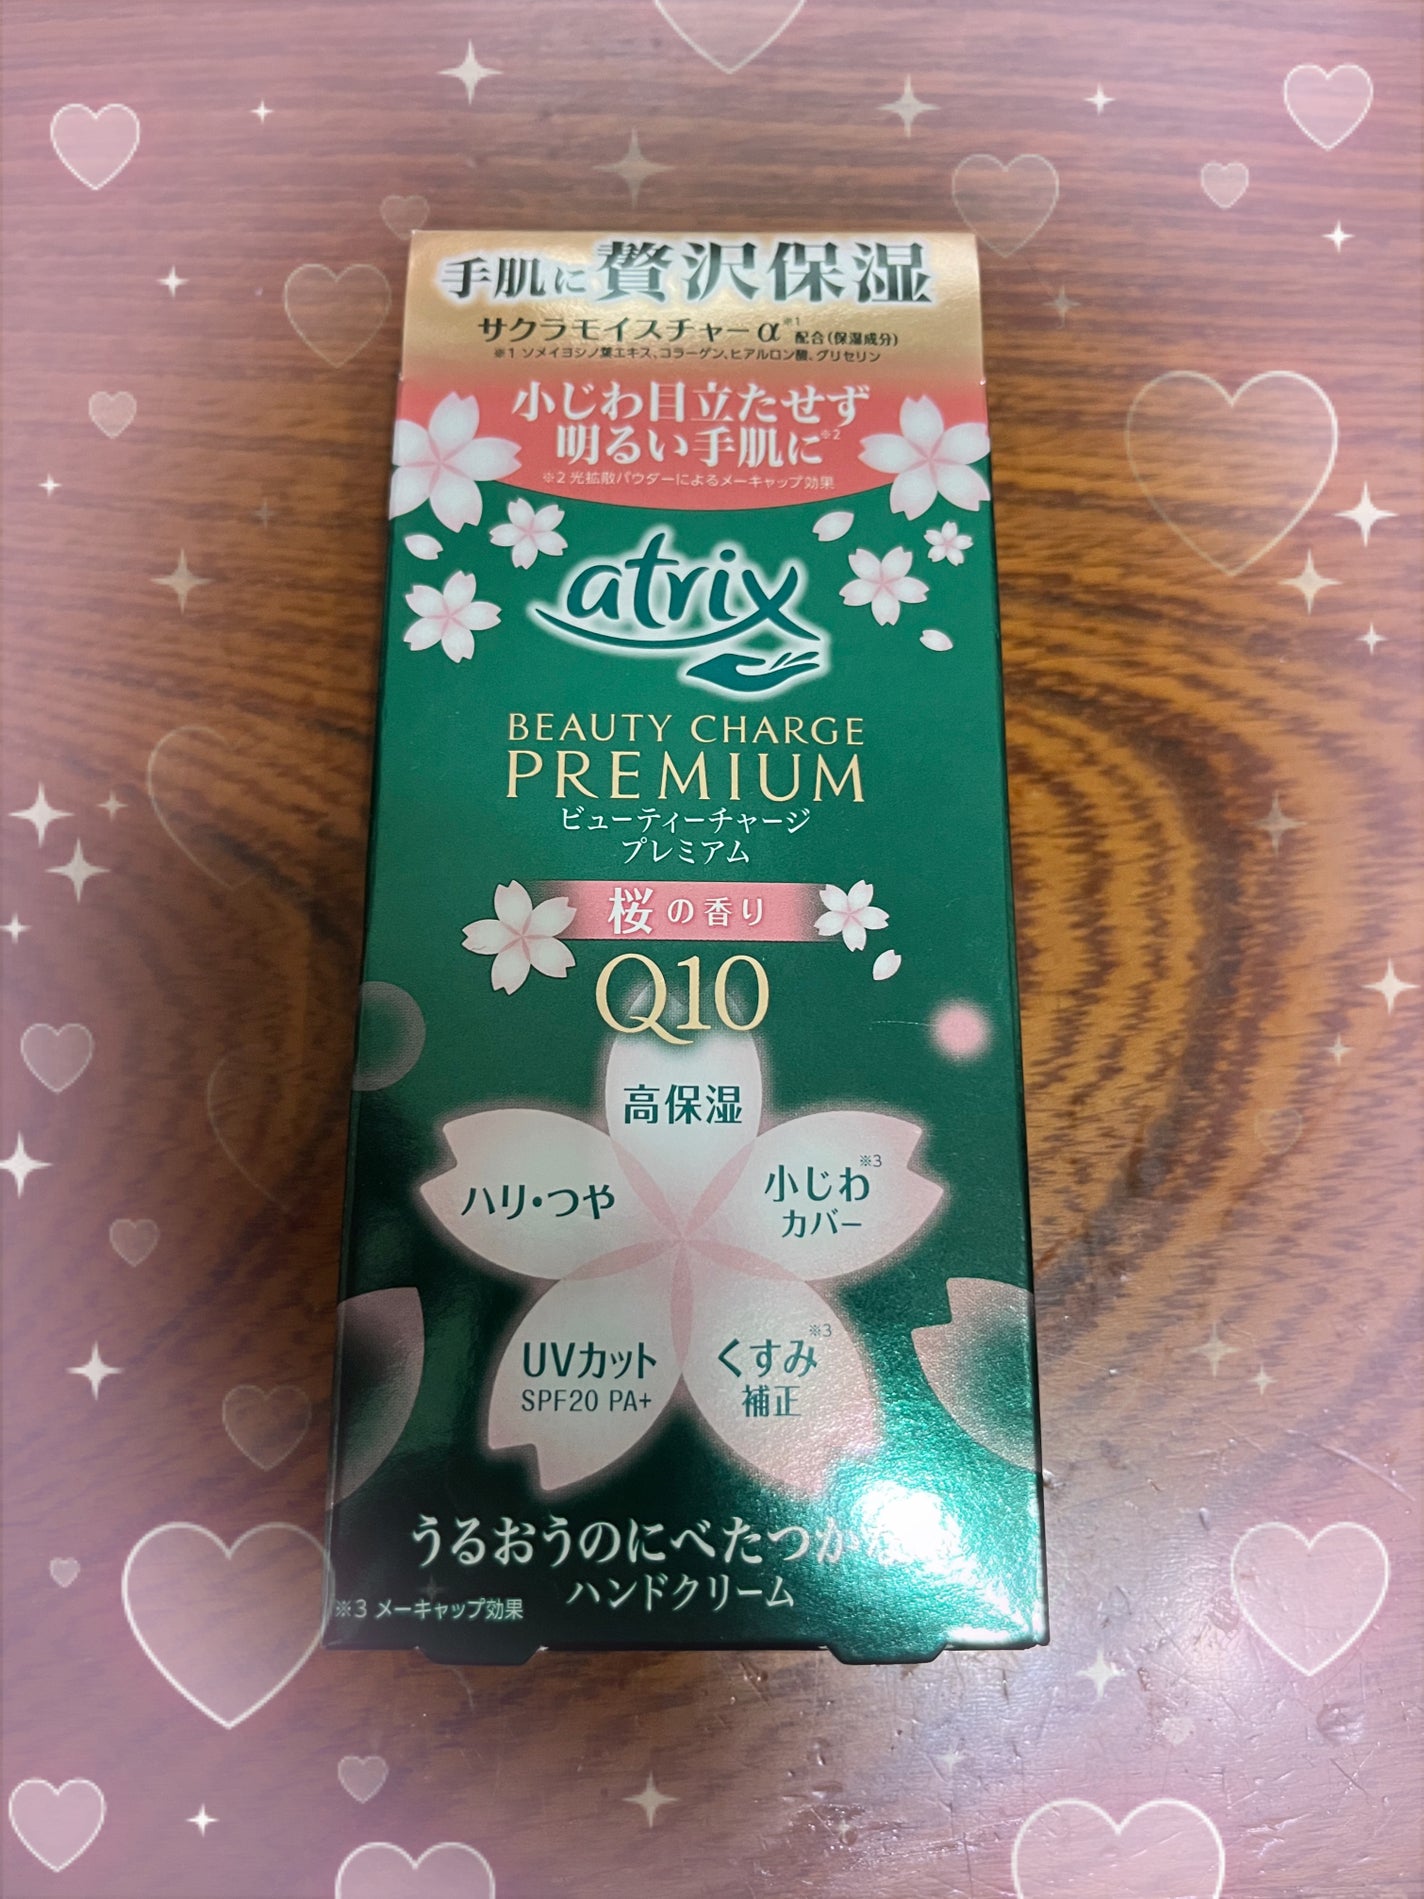 手肌に贅沢保湿
サクラモイスチャーα※1 配合(保湿成分)
※1 ソメイヨシノ葉エキス、コラーゲン、ヒアルロン酸、グリセリン
小じわ目立たせず
明るい手肌に※2
※2 光拡散パウダーによるメーキャップ効果
atrix
BEAUTY CHARGE
PREMIUM
ビューティーチャージ
プレミアム
桜の香り
Q10
高保湿
ハリ・つや
小じわ※3
カバー
UVカット
SPF20 PA+
くすみ※3
補正
うるおうのにべたつか
ハンドクリーム
※3 メーキャップ効果